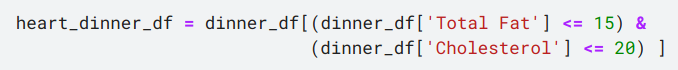 heart_dinner_df = dinner_df[(dinner_df['Total Fat'] <= 15) &
(dinner_df['Cholesterol'] <= 20) ]